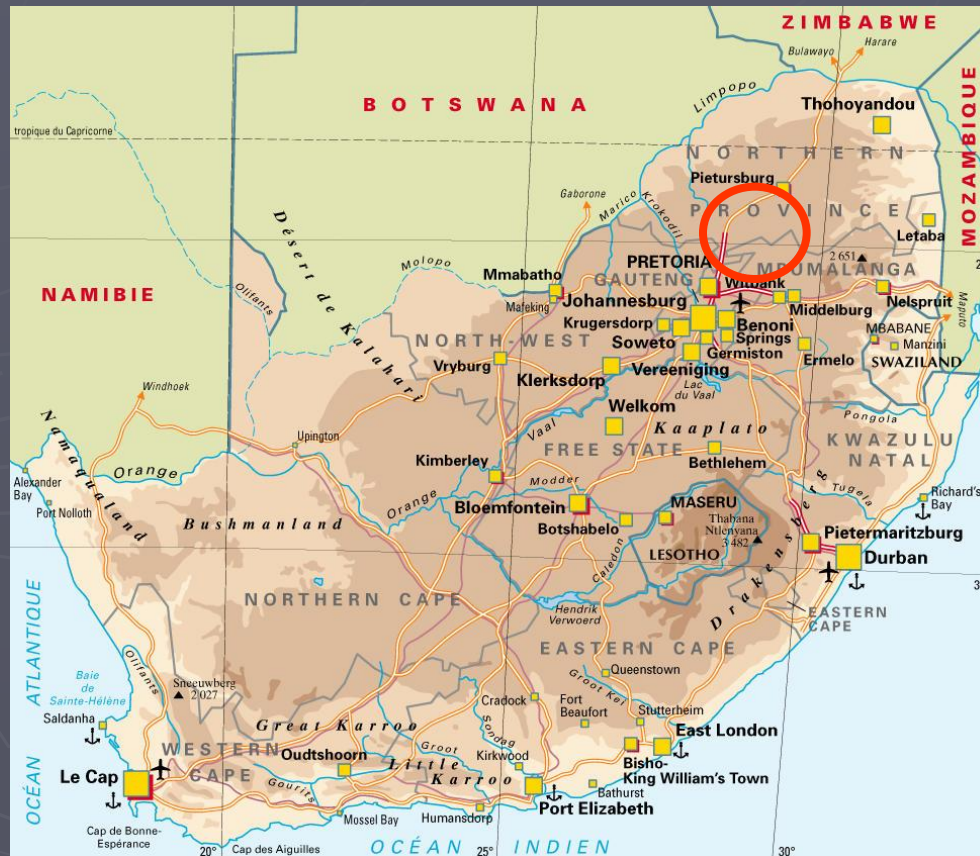 ZIMBABWE
Harare
Bulawayo
BOTSWANA
Limpopo
Thohoyandou
MOZAMBIQUE
tropique du Capricorne
NORTHERN
Pietursburg
PROVINCE
Gaborone
Marico
Krokodil
Letaba
Désert de Kalahari
Molopo
PRETORIA
2 651
MPUMALANGA
GAUTENG
Witbank
Mmabatho
NAMIBIE
Olifants
Mafeking
Johannesburg
Middelburg
Nelspruit
Maputo
Krugersdorp
Benoni
MBABANE
Soweto
Springs
Manzini
NORTH-WEST
Germiston
Ermelo
SWAZILAND
Vryburg
Klerksdorp
Vereeniging
Lac
du Vaal
Windhoek
Welkom
Pongola
Namaqualand
Vaal
Kaaplato
KWAZULU
NATAL
Upington
FREE STATE
Kimberley
Bethlehem
Orange
Modder
Tugela
Alexander
Bay
Richard's
Bay
Port Nolloth
Orange
Bloemfontein
MASERU
Bushmanland
Botshabelo
Thabana
Ntlenyana
3 482
Pietermaritzburg
LESOTHO
Durban
Caledon
Drakensberg
NORTHERN CAPE
Hendrik
Verwoerd
EASTERN
CAPE
OCÉAN ATLANTIQUE
EASTERN CAPE
Olifants
Queenstown
Baie
de
Sainte-Hélène
Sneeuwberg
2 027
Groot Kei
Cradock
Fort
Beaufort
Stutterheim
Saldanha
Great Karroo
Sondag
East London
WESTERN
CAPE
Oudtshoorn
Groot
Kirkwood
Bisho-
King William's Town
Le Cap
Little
Karroo
Gourits
Bathurst
Port Elizabeth
Humansdorp
Mossel Bay
Cap de Bonne-
Espérance
20°
Cap des Aiguilles
OCÉAN INDIEN
25°
30°